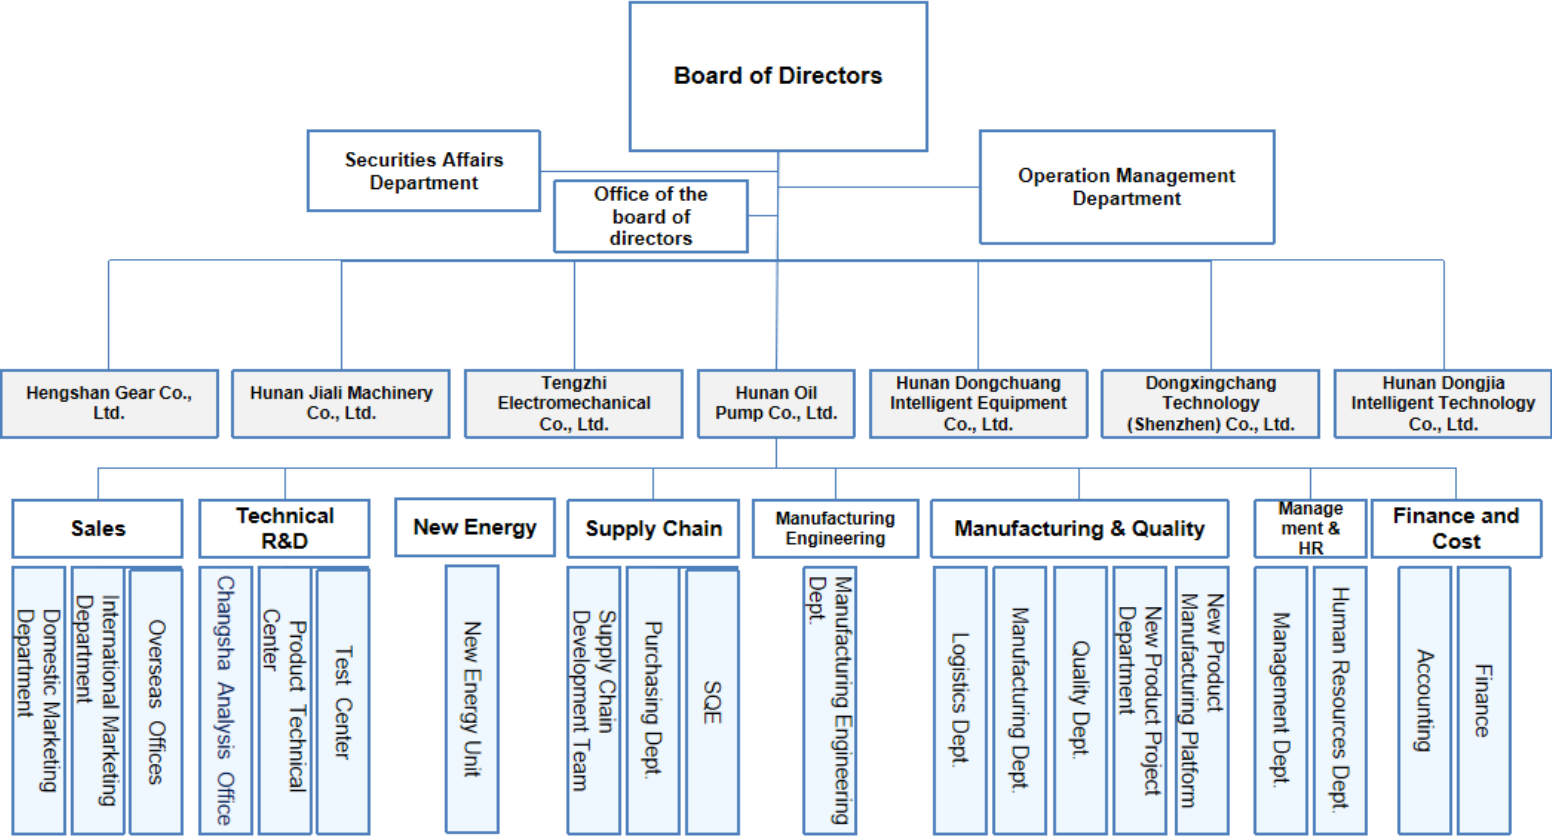 Board of Directors
Securities Affairs
Department
Office of the
board of
directors
Operation Management
Department
Hengshan Gear Co.,
Ltd.
Hunan Jiali Machinery
Co., Ltd.
Tengzhi
Electromechanical
Co., Ltd.
Hunan Oil
Pump Co., Ltd.
Hunan Dongchuang
Intelligent Equipment
Co., Ltd.
Dongxingchang
Technology
(Shenzhen) Co., Ltd.
Hunan Dongjia
Intelligent Technology
Co., Ltd.
Sales
Technical
R&D
New Energy
Supply Chain
Manufacturing
Engineering
Manufacturing & Quality
Manage
ment &
HR
Finance and
Cost
Domestic Marketing
Department
International Marketing
Department
Overseas Offices
Changsha Analysis Office
Product Technical
Center
Test Center
New Energy Unit
Supply Chain
Development Team
Purchasing Dept.
SQE
Manufacturing Engineering
Dept.
Logistics Dept.
Manufacturing Dept.
Quality Dept.
New Product Project
Department
New Product
Manufacturing Platform
Management Dept.
Human Resources Dept.
Accounting
Finance